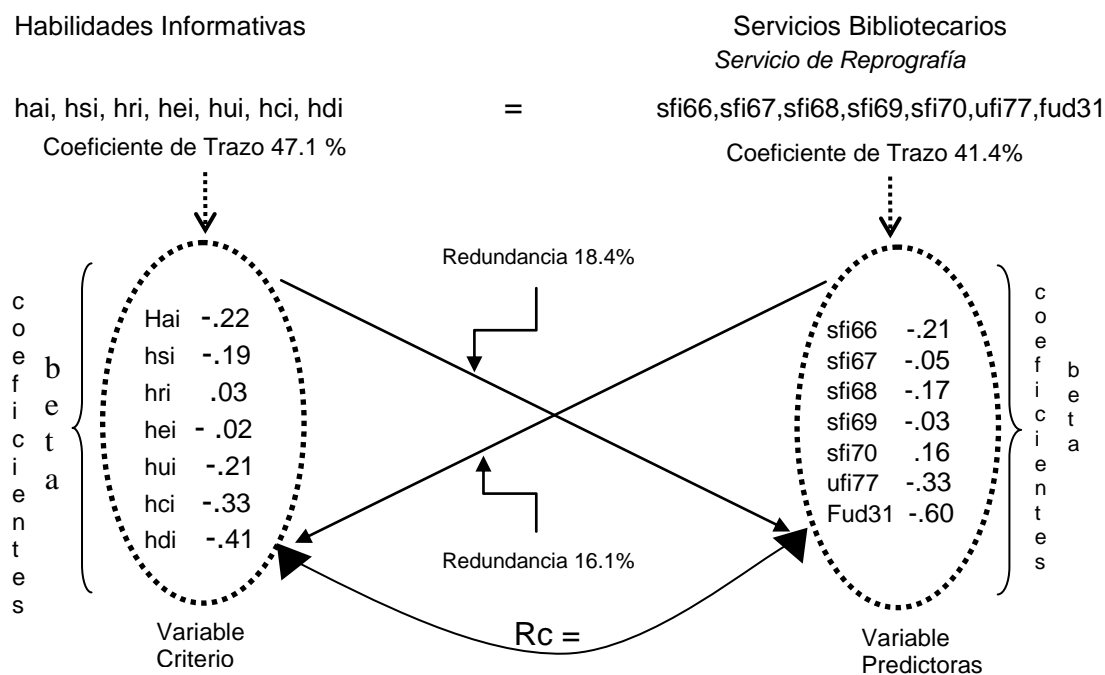 Habilidades Informativas
Servicios Bibliotecarios
Servicio de Reprografía
hai, hsi, hri, hei, hui, hci, hdi = sfi66,sfi67,sfi68,sfi69,sfi70,ufi77,fud31
Coeficiente de Trazo 47.1 %
Coeficiente de Trazo 41.4%
Redundancia 18.4%
coeficientes
beta
Hai -.22
hsi -.19
hri .03
hei - .02
hui -.21
hci -.33
hdi -.41
sfi66 -.21
sfi67 -.05
sfi68 -.17
sfi69 -.03
sfi70 .16
ufi77 -.33
Fud31 -.60
coeficientes
beta
Redundancia 16.1%
Rc =
Variable
Criterio
Variable
Predictoras